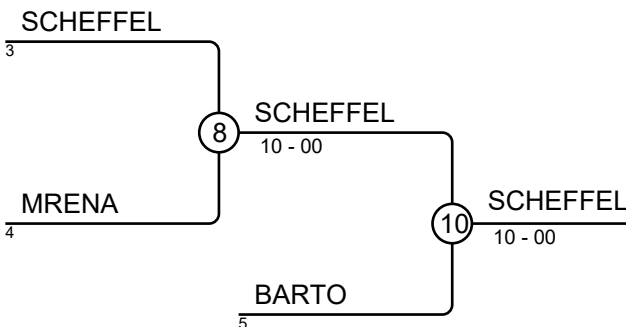 SCHEFFEL
3
8
SCHEFFEL
10 - 00
MRENA
4
10
SCHEFFEL
10 - 00
BARTO
5